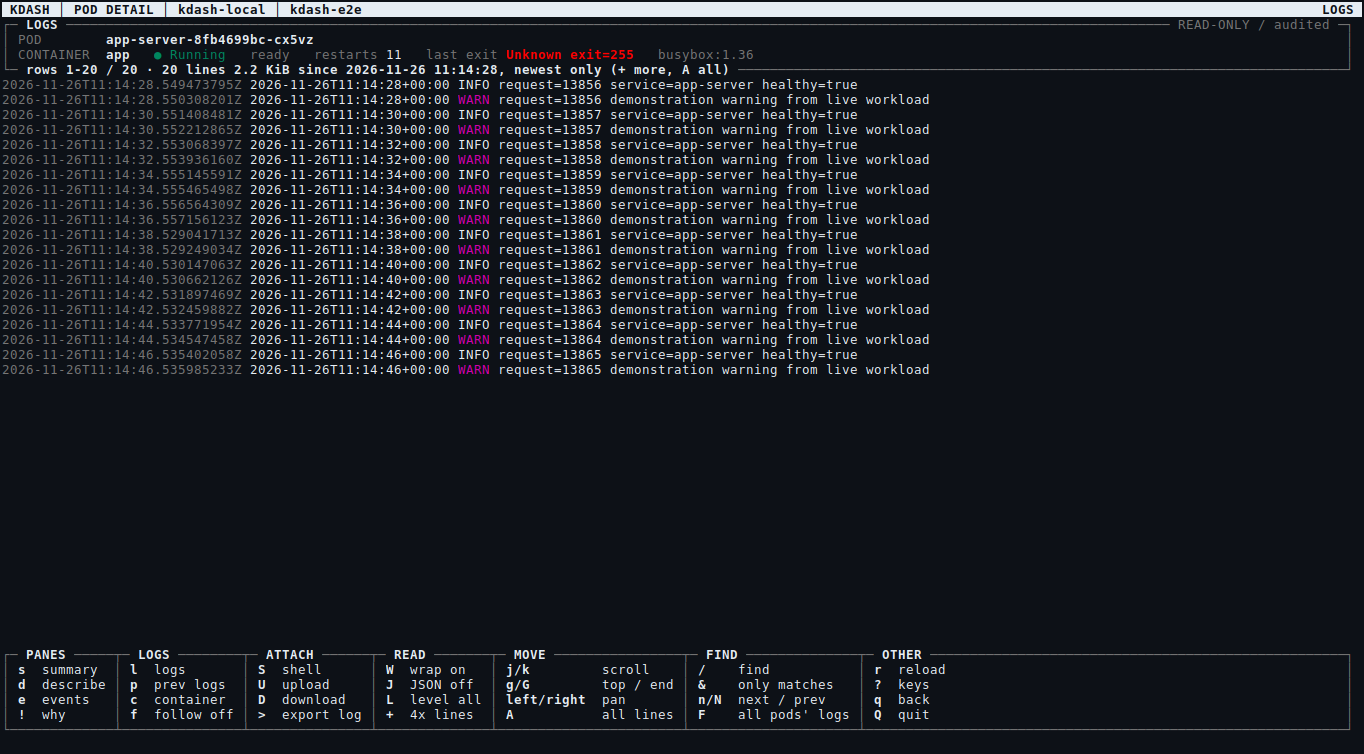 KDASH │ POD DETAIL │ kdash-local │ kdash-e2e LOGS
LOGS READ-ONLY / audited
POD app-server-8fb4699bc-cx5vz
CONTAINER app ● Running ready restarts 11 last exit Unknown exit=255 busybox:1.36
rows 1-20 / 20 · 20 lines 2.2 KiB since 2026-11-26 11:14:28, newest only (+ more, A all)
2026-11-26T11:14:28.549473795Z 2026-11-26T11:14:28+00:00 INFO request=13856 service=app-server healthy=true
2026-11-26T11:14:28.550308201Z 2026-11-26T11:14:28+00:00 WARN request=13856 demonstration warning from live workload
2026-11-26T11:14:30.551408481Z 2026-11-26T11:14:30+00:00 INFO request=13857 service=app-server healthy=true
2026-11-26T11:14:30.552212865Z 2026-11-26T11:14:30+00:00 WARN request=13857 demonstration warning from live workload
2026-11-26T11:14:32.553068397Z 2026-11-26T11:14:32+00:00 INFO request=13858 service=app-server healthy=true
2026-11-26T11:14:32.553936160Z 2026-11-26T11:14:32+00:00 WARN request=13858 demonstration warning from live workload
2026-11-26T11:14:34.555145591Z 2026-11-26T11:14:34+00:00 INFO request=13859 service=app-server healthy=true
2026-11-26T11:14:34.555465498Z 2026-11-26T11:14:34+00:00 WARN request=13859 demonstration warning from live workload
2026-11-26T11:14:36.556564309Z 2026-11-26T11:14:36+00:00 INFO request=13860 service=app-server healthy=true
2026-11-26T11:14:36.557156123Z 2026-11-26T11:14:36+00:00 WARN request=13860 demonstration warning from live workload
2026-11-26T11:14:38.529041713Z 2026-11-26T11:14:38+00:00 INFO request=13861 service=app-server healthy=true
2026-11-26T11:14:38.529249034Z 2026-11-26T11:14:38+00:00 WARN request=13861 demonstration warning from live workload
2026-11-26T11:14:40.530147063Z 2026-11-26T11:14:40+00:00 INFO request=13862 service=app-server healthy=true
2026-11-26T11:14:40.530662126Z 2026-11-26T11:14:40+00:00 WARN request=13862 demonstration warning from live workload
2026-11-26T11:14:42.531897469Z 2026-11-26T11:14:42+00:00 INFO request=13863 service=app-server healthy=true
2026-11-26T11:14:42.532459882Z 2026-11-26T11:14:42+00:00 WARN request=13863 demonstration warning from live workload
2026-11-26T11:14:44.533771954Z 2026-11-26T11:14:44+00:00 INFO request=13864 service=app-server healthy=true
2026-11-26T11:14:44.534547458Z 2026-11-26T11:14:44+00:00 WARN request=13864 demonstration warning from live workload
2026-11-26T11:14:46.535402058Z 2026-11-26T11:14:46+00:00 INFO request=13865 service=app-server healthy=true
2026-11-26T11:14:46.535985233Z 2026-11-26T11:14:46+00:00 WARN request=13865 demonstration warning from live workload
PANES LOGS ATTACH READ MOVE FIND OTHER
s summary l logs S shell W wrap on j/k scroll / find r reload
d describe p prev logs U upload J JSON off g/G top / end & only matches ? keys
e events c container D download L level all left/right pan n/N next / prev q back
! why f follow off > export log + 4x lines A all lines F all pods' logs Q quit